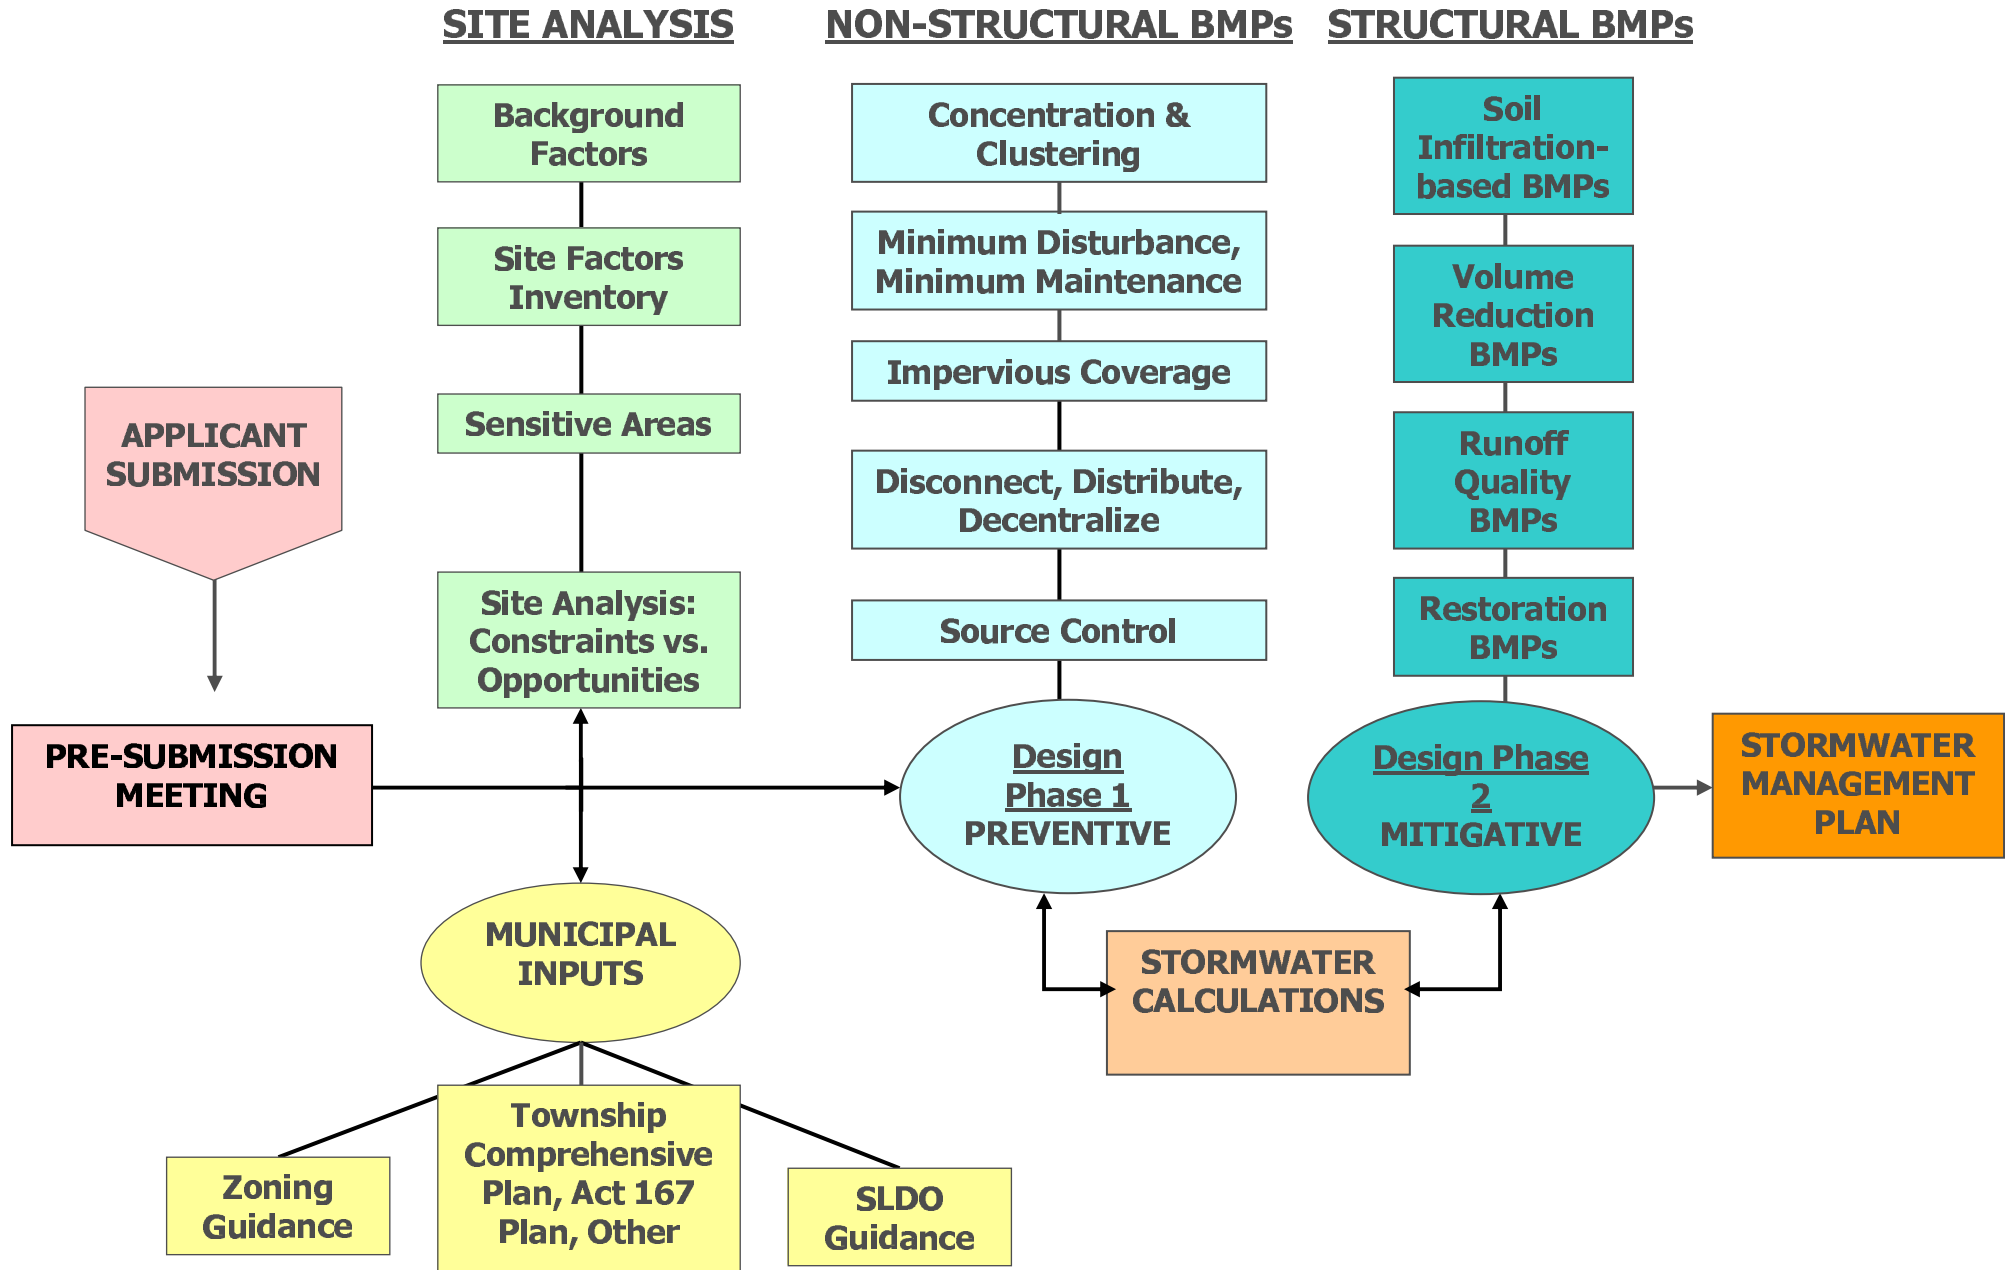 SITE ANALYSIS
NON-STRUCTURAL BMPs
STRUCTURAL BMPs
Background
Factors
Site Factors
Inventory
Sensitive Areas
Site Analysis:
Constraints vs.
Opportunities
Concentration &
Clustering
Minimum Disturbance,
Minimum Maintenance
Impervious Coverage
Disconnect, Distribute,
Decentralize
Source Control
Soil
Infiltration-
based BMPs
Volume
Reduction
BMPs
Runoff
Quality
BMPs
Restoration
BMPs
APPLICANT
SUBMISSION
PRE-SUBMISSION
MEETING
Design
Phase 1
PREVENTIVE
Design Phase
2
MITIGATIVE
STORMWATER
MANAGEMENT
PLAN
MUNICIPAL
INPUTS
STORMWATER
CALCULATIONS
Zoning
Guidance
Township
Comprehensive
Plan, Act 167
Plan, Other
SLDO
Guidance